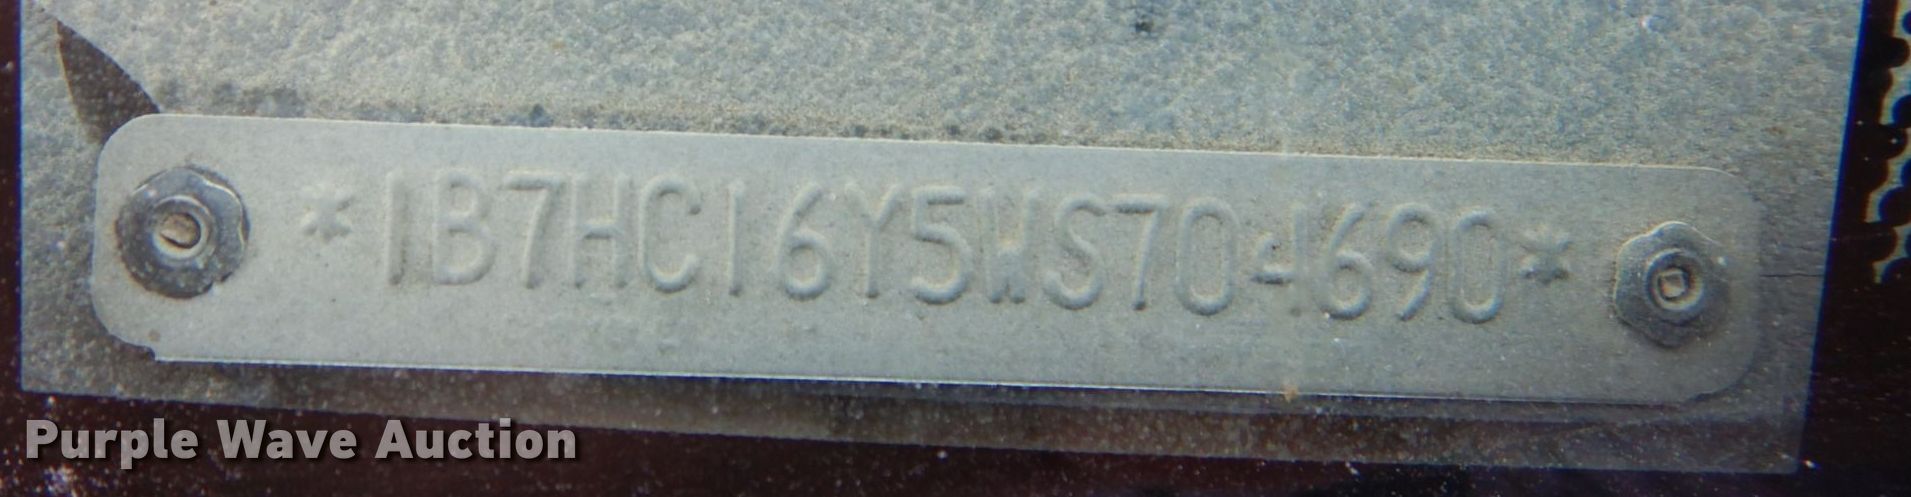 *1B7HC16Y5WS704690*
Purple Wave Auction